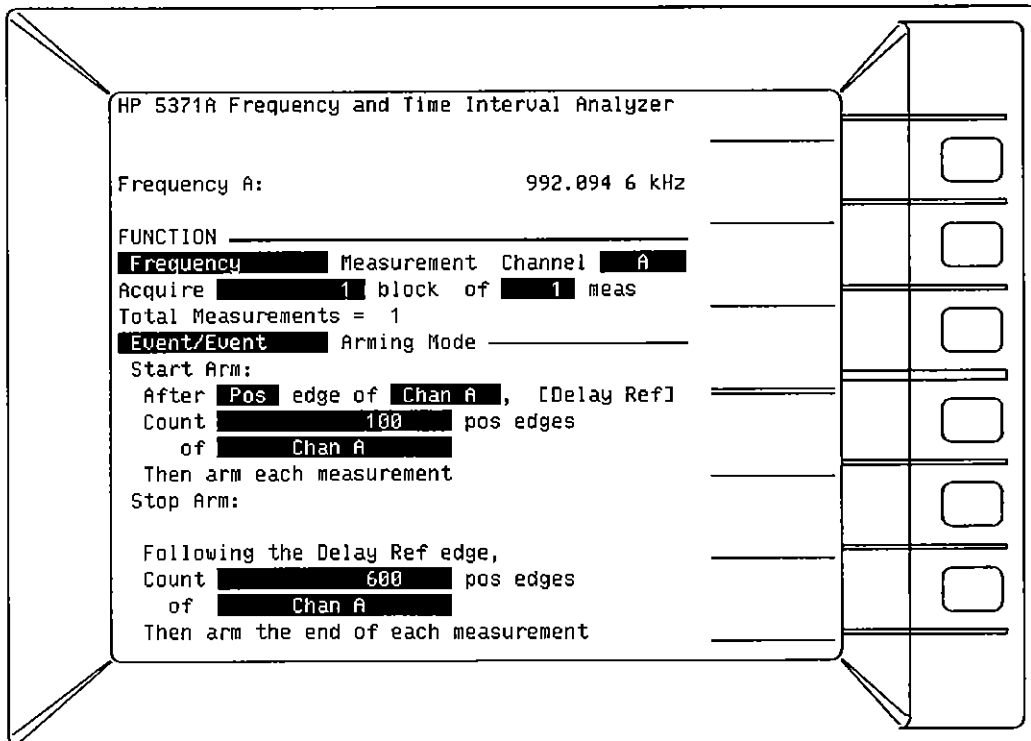 HP 5371A Frequency and Time Interval Analyzer
Frequency A: 992.094 6 kHz
FUNCTION
Frequency Measurement Channel A
Acquire 1 block of 1 meas
Total Measurements = 1
Event/Event Arming Mode
Start Arm:
After Pos edge of Chan A , [Delay Ref]
Count 100 pos edges
of Chan A
Then arm each measurement
Stop Arm:
Following the Delay Ref edge,
Count 600 pos edges
of Chan A
Then arm the end of each measurement